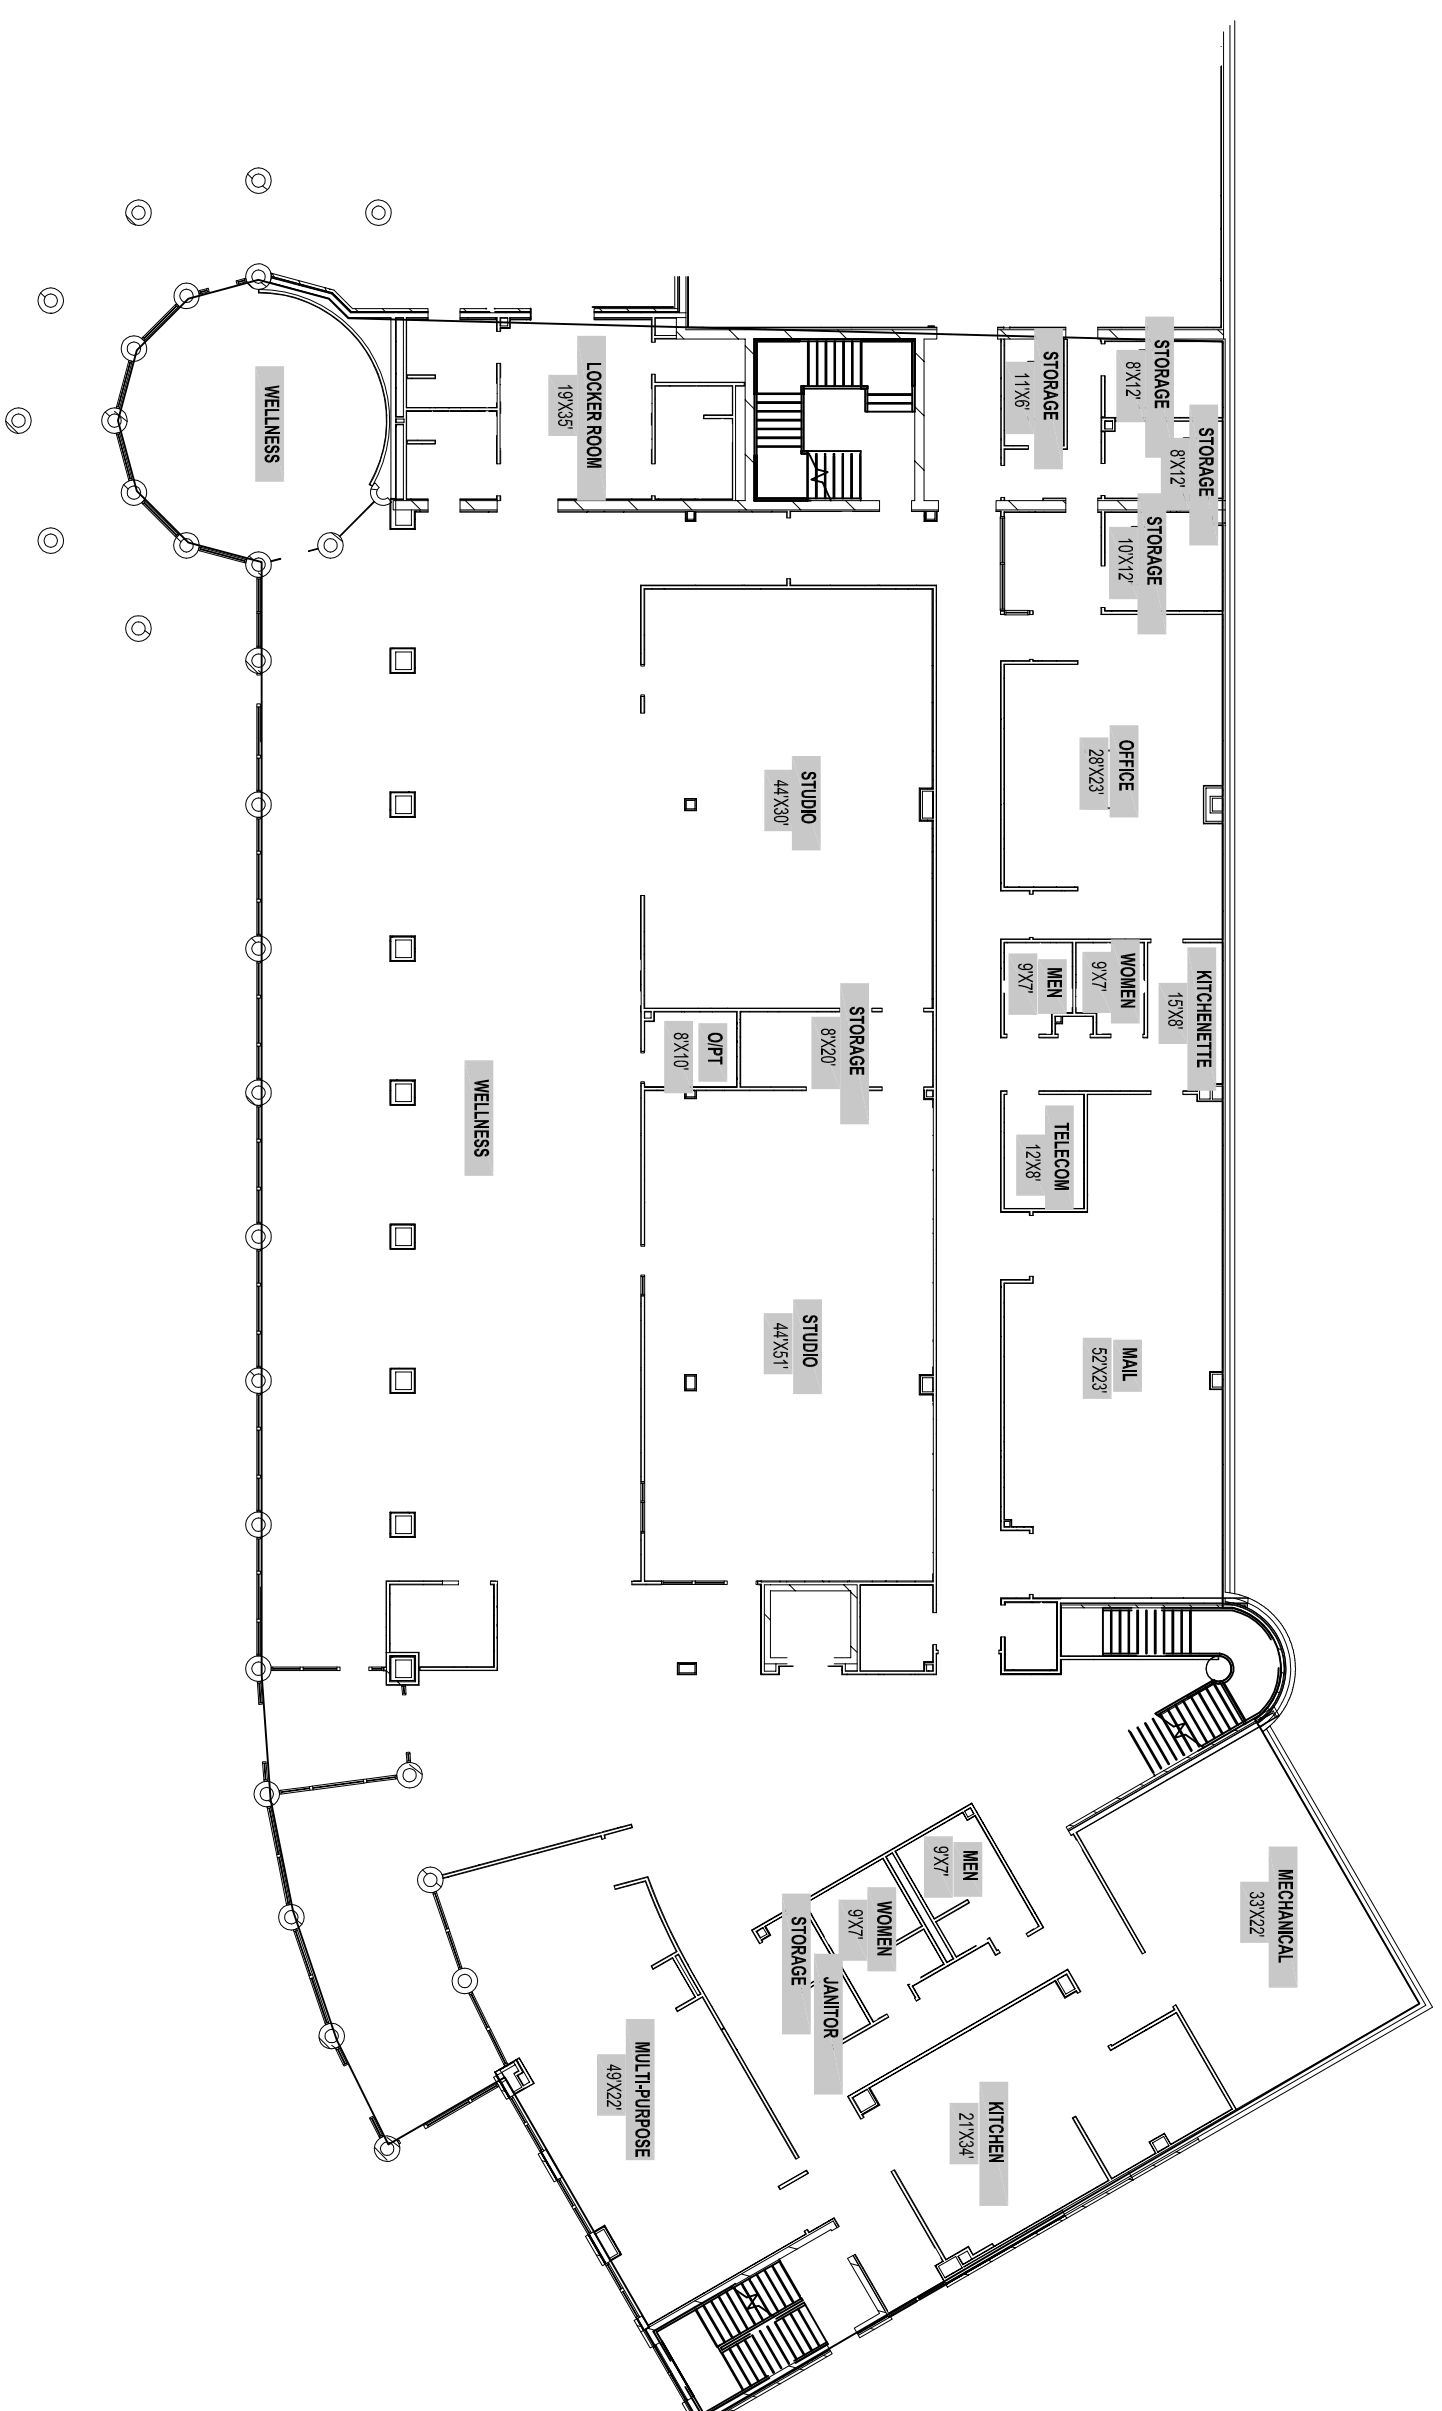 STORAGE
8'X12'
STORAGE
8'X12'
STORAGE
10'X12'
STORAGE
11'X6'
OFFICE
28'X23'
KITCHENETTE
15'X8'
WOMEN
9'X7'
MEN
9'X7'
TELECOM
12'X8'
MAIL
52'X23'
MECHANICAL
33'X22'
STUDIO
44'X30'
STORAGE
8'X20'
O/PT
8'X10'
STUDIO
44'X51'
MEN
9'X7'
WOMEN
9'X7'
STORAGE
JANITOR
KITCHEN
21'X34'
LOCKER ROOM
19'X35'
MULTI-PURPOSE
49'X22'
WELLNESS
WELLNESS